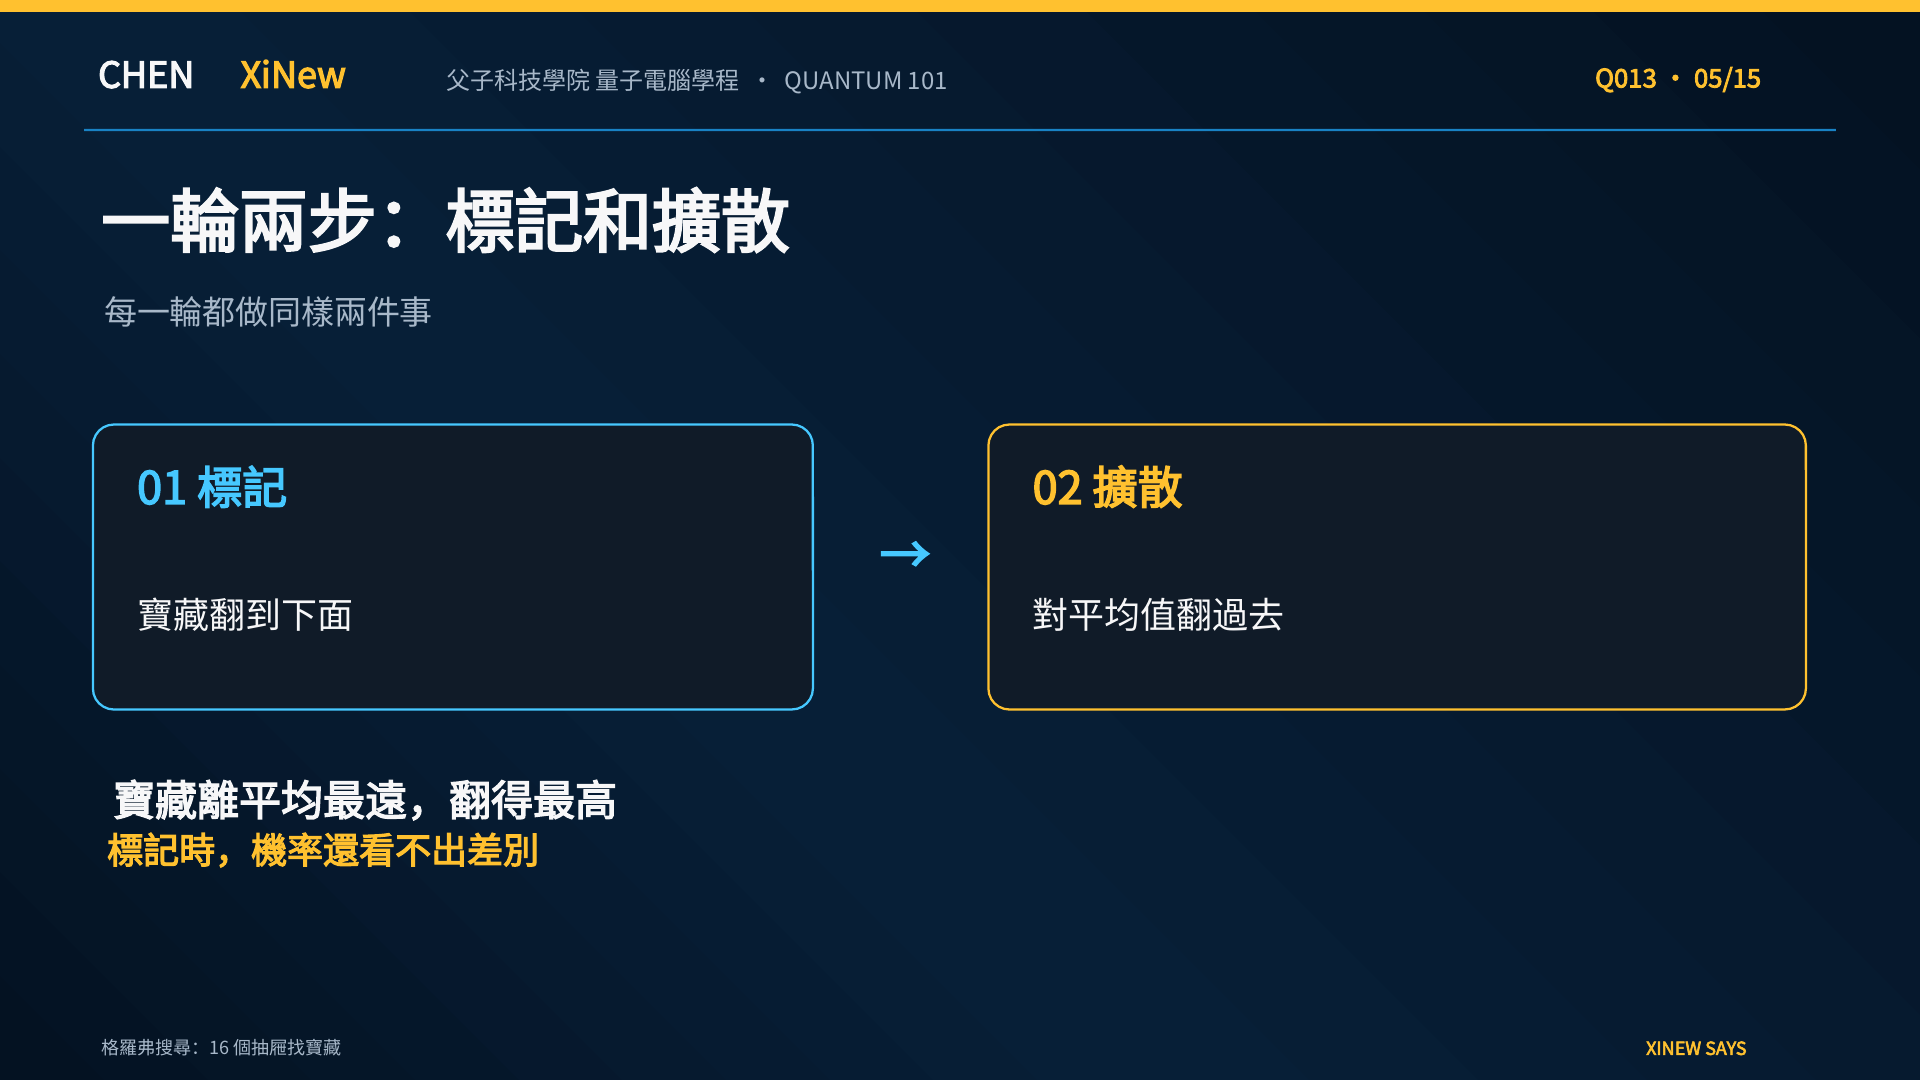 CHEN XiNew 父子科技學院 量子電腦學程 • QUANTUM 101 Q013 • 05/15
一輪兩步：標記和擴散
每一輪都做同樣兩件事
01 標記
寶藏翻到下面
→
02 擴散
對平均值翻過去
寶藏離平均最遠，翻得最高
標記時，機率還看不出差別
格羅弗搜尋：16 個抽屜找寶藏
XINEW SAYS